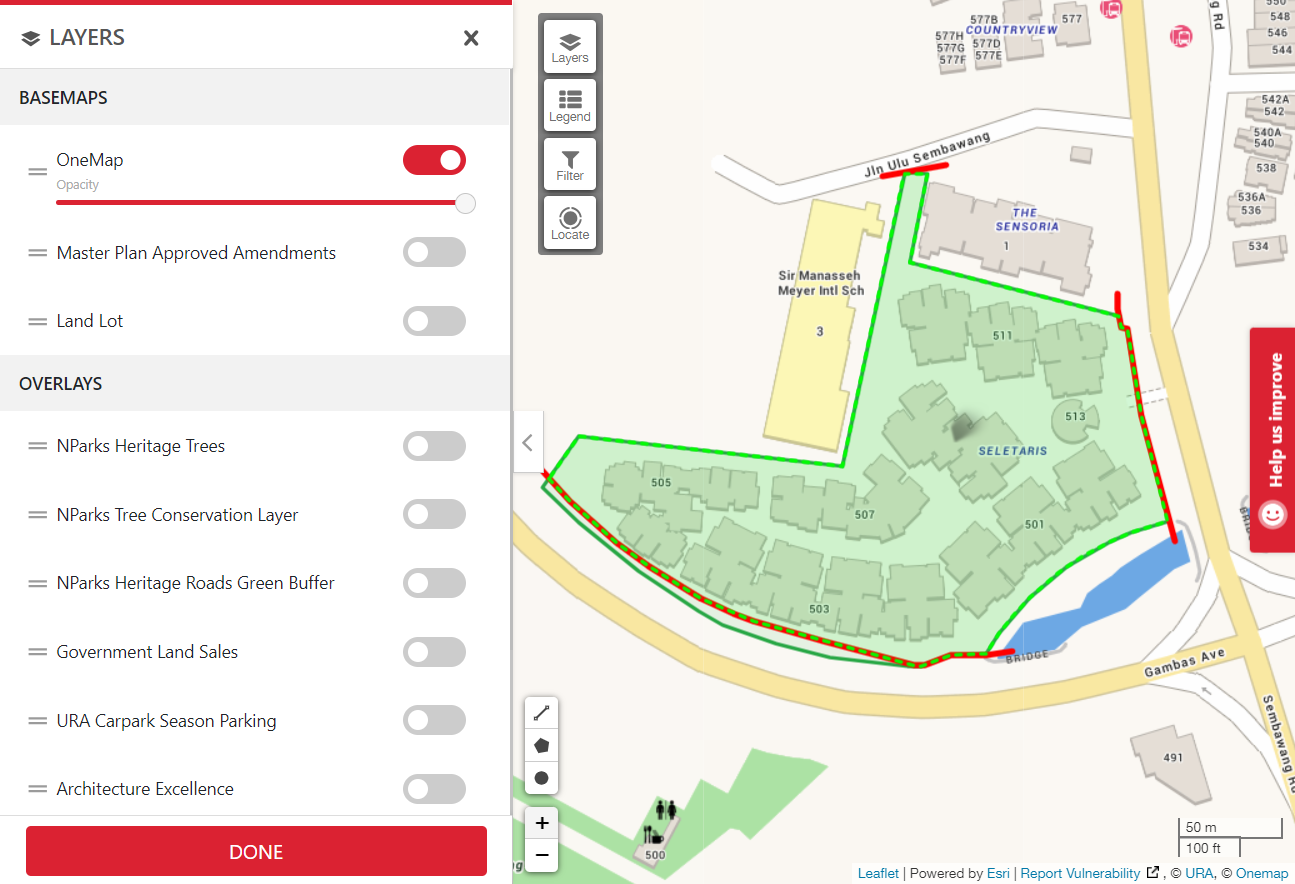 LAYERS
BASEMAPS
OneMap
Opacity
Master Plan Approved Amendments
Land Lot
OVERLAYS
NParks Heritage Trees
NParks Tree Conservation Layer
NParks Heritage Roads Green Buffer
Government Land Sales
URA Carpark Season Parking
Architecture Excellence
DONE
Layers
Legend
Filter
Locate
577B
COUNTRYVIEW
577
577H
577G
577F
577D
577E
g Rd
550
548
546
544
542A
542
540A
540
538
536A
536
534
Jln Ulu Sembawang
THE
SENSORIA
1
Sir Manasseh
Meyer Intl Sch
3
511
513
SELETARIS
505
507
501
503
BRIDGE
BRIDGE
Gambas Ave
Sembawang Rd
491
500
ng
Help us improve
+
−
50 m
100 ft
Leaflet | Powered by Esri | Report Vulnerability , © URA, © Onemap